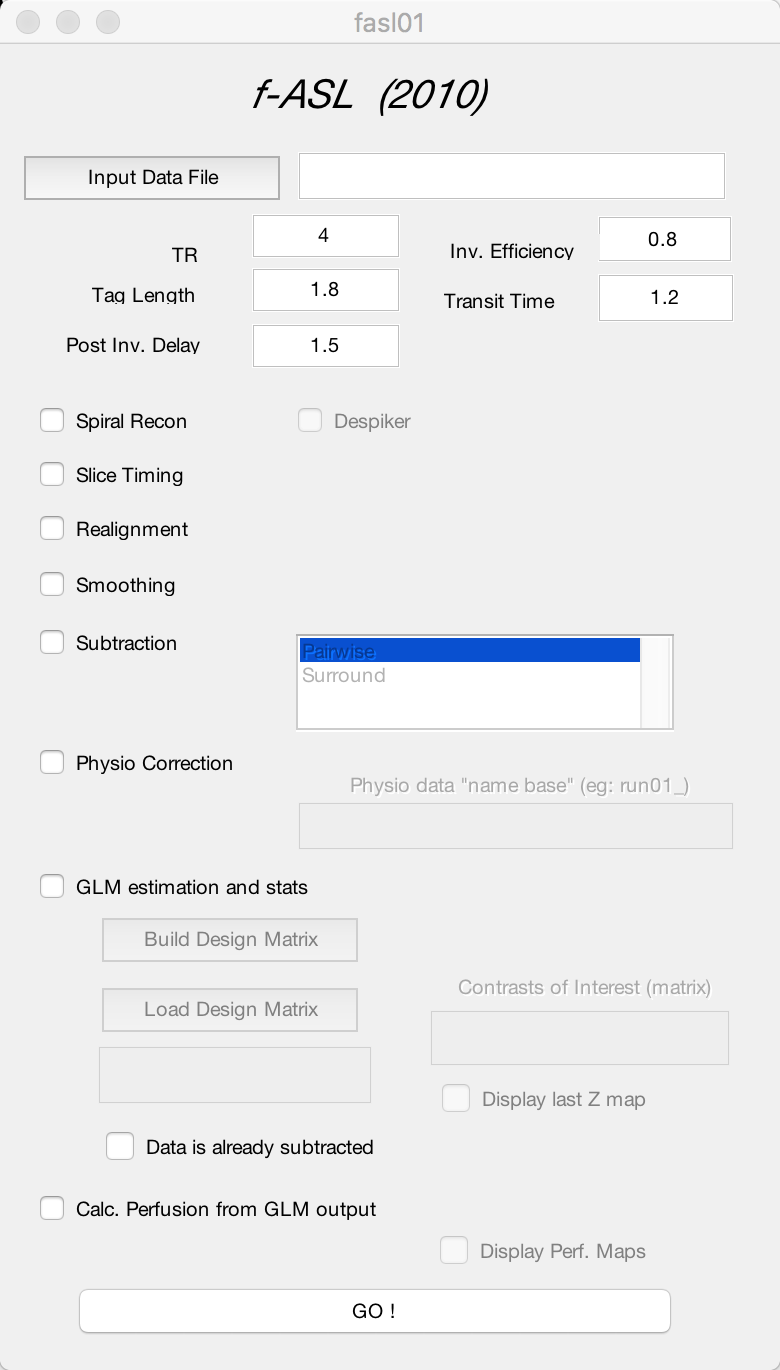 fasl01
f-ASL (2010)
Input Data File
TR
4
Inv. Efficiency
0.8
Tag Length
1.8
Transit Time
1.2
Post Inv. Delay
1.5
Spiral Recon
Despiker
Slice Timing
Realignment
Smoothing
Subtraction
Pairwise
Surround
Physio Correction
Physio data "name base" (eg: run01_)
GLM estimation and stats
Build Design Matrix
Contrasts of Interest (matrix)
Load Design Matrix
Display last Z map
Data is already subtracted
Calc. Perfusion from GLM output
Display Perf. Maps
GO !